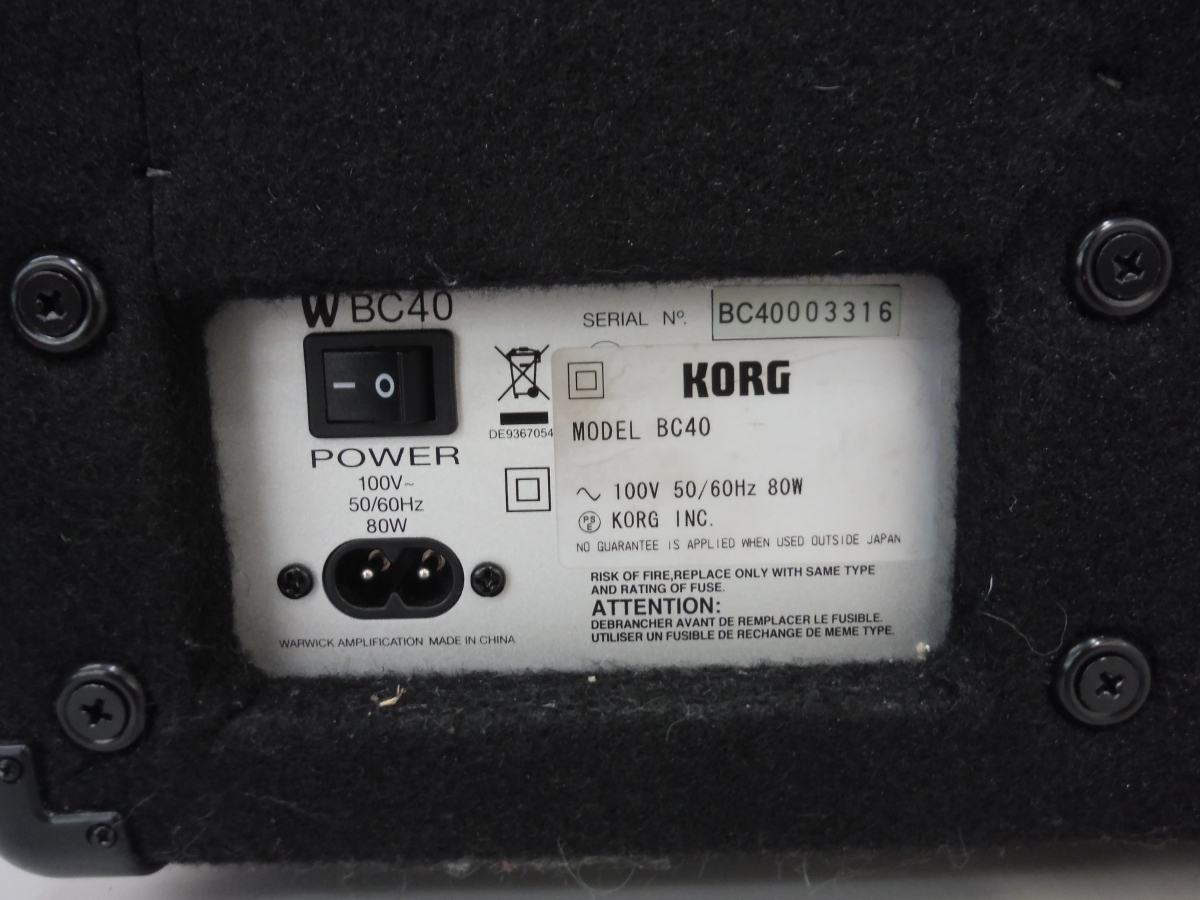 W BC40
SERIAL Nº. BC40003316
POWER
100V~
50/60Hz
80W
DE9367054
KORG
MODEL BC40
~ 100V 50/60Hz 80W
PSE KORG INC.
NO GUARANTEE IS APPLIED WHEN USED OUTSIDE JAPAN
RISK OF FIRE,REPLACE ONLY WITH SAME TYPE
AND RATING OF FUSE.
ATTENTION:
DEBRANCHER AVANT DE REMPLACER LE FUSIBLE.
UTILISER UN FUSIBLE DE RECHANGE DE MEME TYPE.
WARWICK AMPLIFICATION MADE IN CHINA